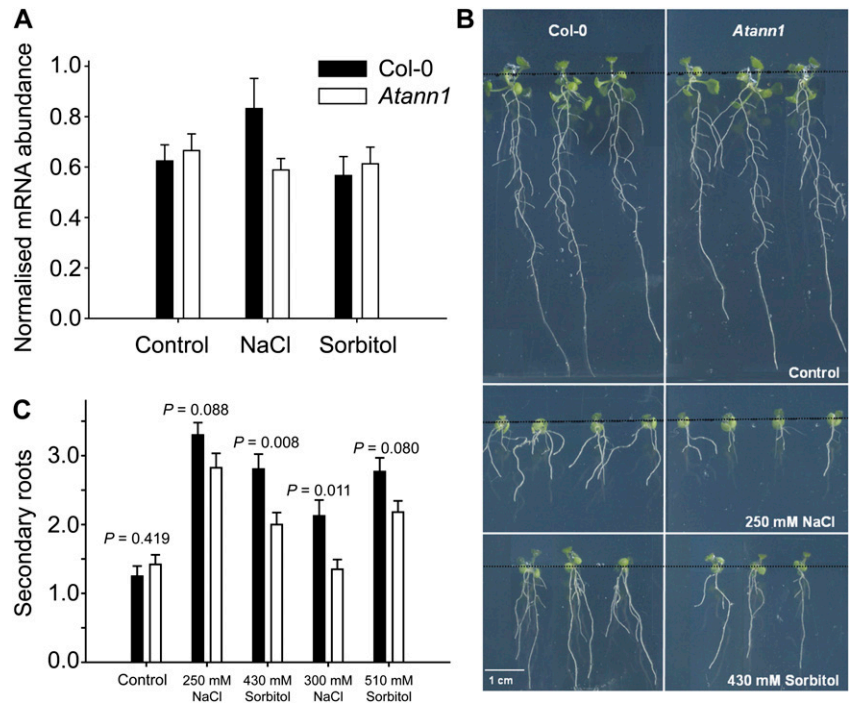 A
Normalised mRNA abundance
1.0
0.8
0.6
0.4
0.2
0.0
Col-0
Atann1
Control
NaCl
Sorbitol
B
Col-0
Atann1
Control
250 mM NaCl
430 mM Sorbitol
1 cm
C
Secondary roots
3.0
2.0
1.0
0.0
P = 0.419
P = 0.088
P = 0.008
P = 0.011
P = 0.080
Control
250 mM
NaCl
430 mM
Sorbitol
300 mM
NaCl
510 mM
Sorbitol